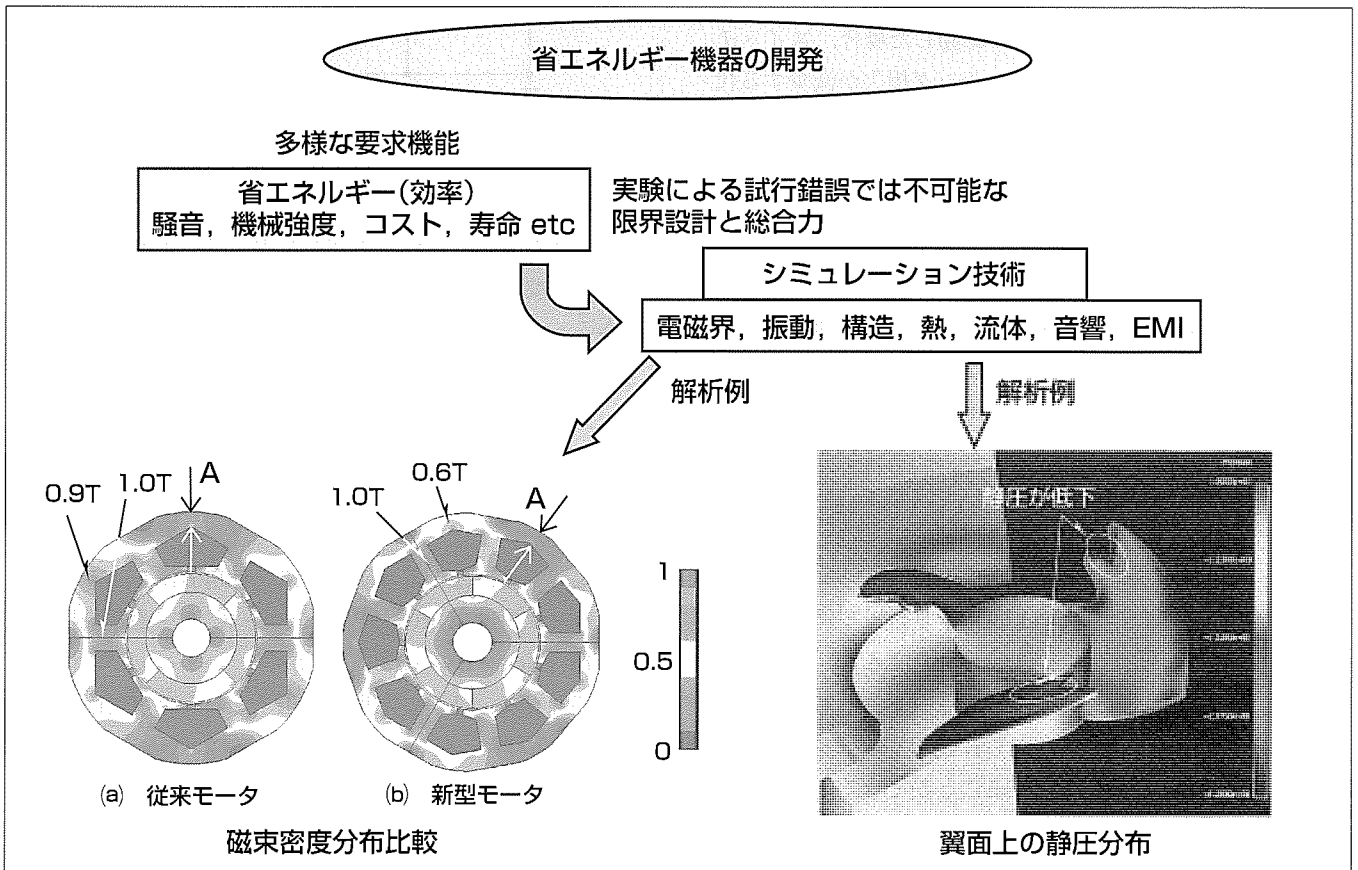 省エネルギー機器の開発
多様な要求機能
省エネルギー(効率)
騒音，機械強度，コスト，寿命 etc
実験による試行錯誤では不可能な
限界設計と総合力
シミュレーション技術
電磁界，振動，構造，熱，流体，音響，EMI
解析例
解析例
0.9T
1.0T
A
1.0T
0.6T
A
1
0.5
0
が低下
(a) 従来モータ
(b) 新型モータ
磁束密度分布比較
翼面上の静圧分布